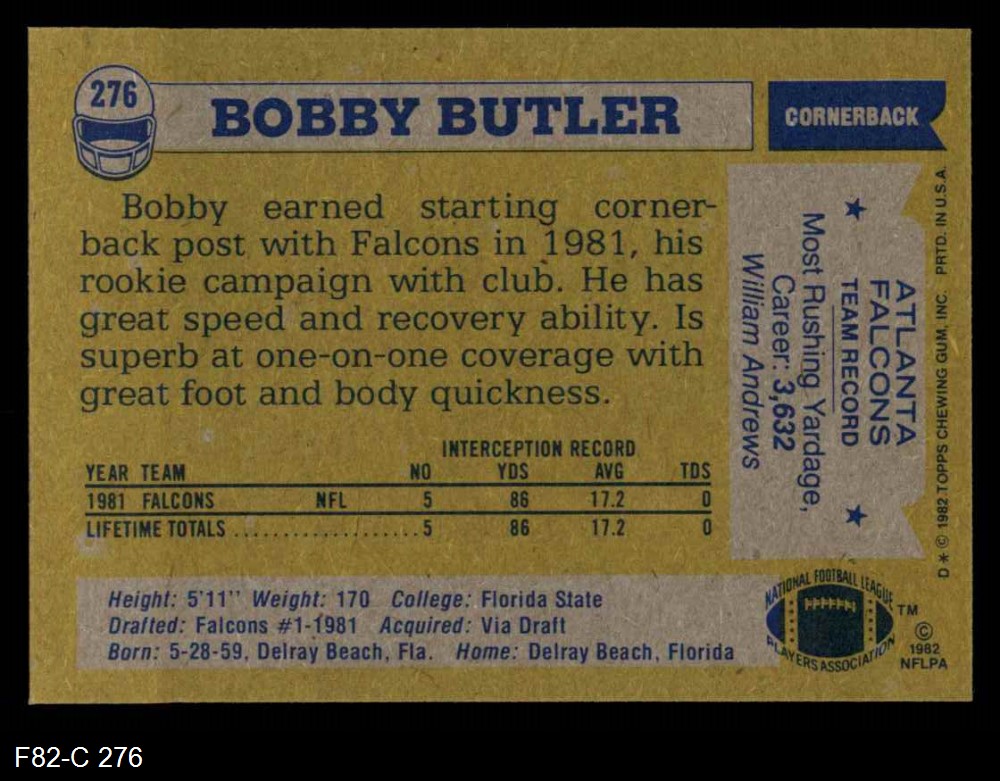 276
BOBBY BUTLER
CORNERBACK
Bobby earned starting corner-
back post with Falcons in 1981, his
rookie campaign with club. He has
great speed and recovery ability. Is
superb at one-on-one coverage with
great foot and body quickness.
INTERCEPTION RECORD
YEAR TEAM NO YDS AVG TDS
1981 FALCONS NFL 5 86 17.2 0
LIFETIME TOTALS ................... 5 86 17.2 0
Height: 5'11" Weight: 170 College: Florida State
Drafted: Falcons #1-1981 Acquired: Via Draft
Born: 5-28-59, Delray Beach, Fla. Home: Delray Beach, Florida
ATLANTA
FALCONS
TEAM RECORD
Most Rushing Yardage,
Career: 3,632
William Andrews
D* © 1982 TOPPS CHEWING GUM, INC. PRTD. IN U.S.A.
NATIONAL FOOTBALL LEAGUE
PLAYERS ASSOCIATION
TM
©
1982
NFLPA
F82-C 276